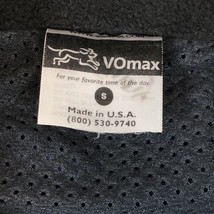 VOmax
For your favorite time of the day.
S
Made in U.S.A.
(800) 530-9740